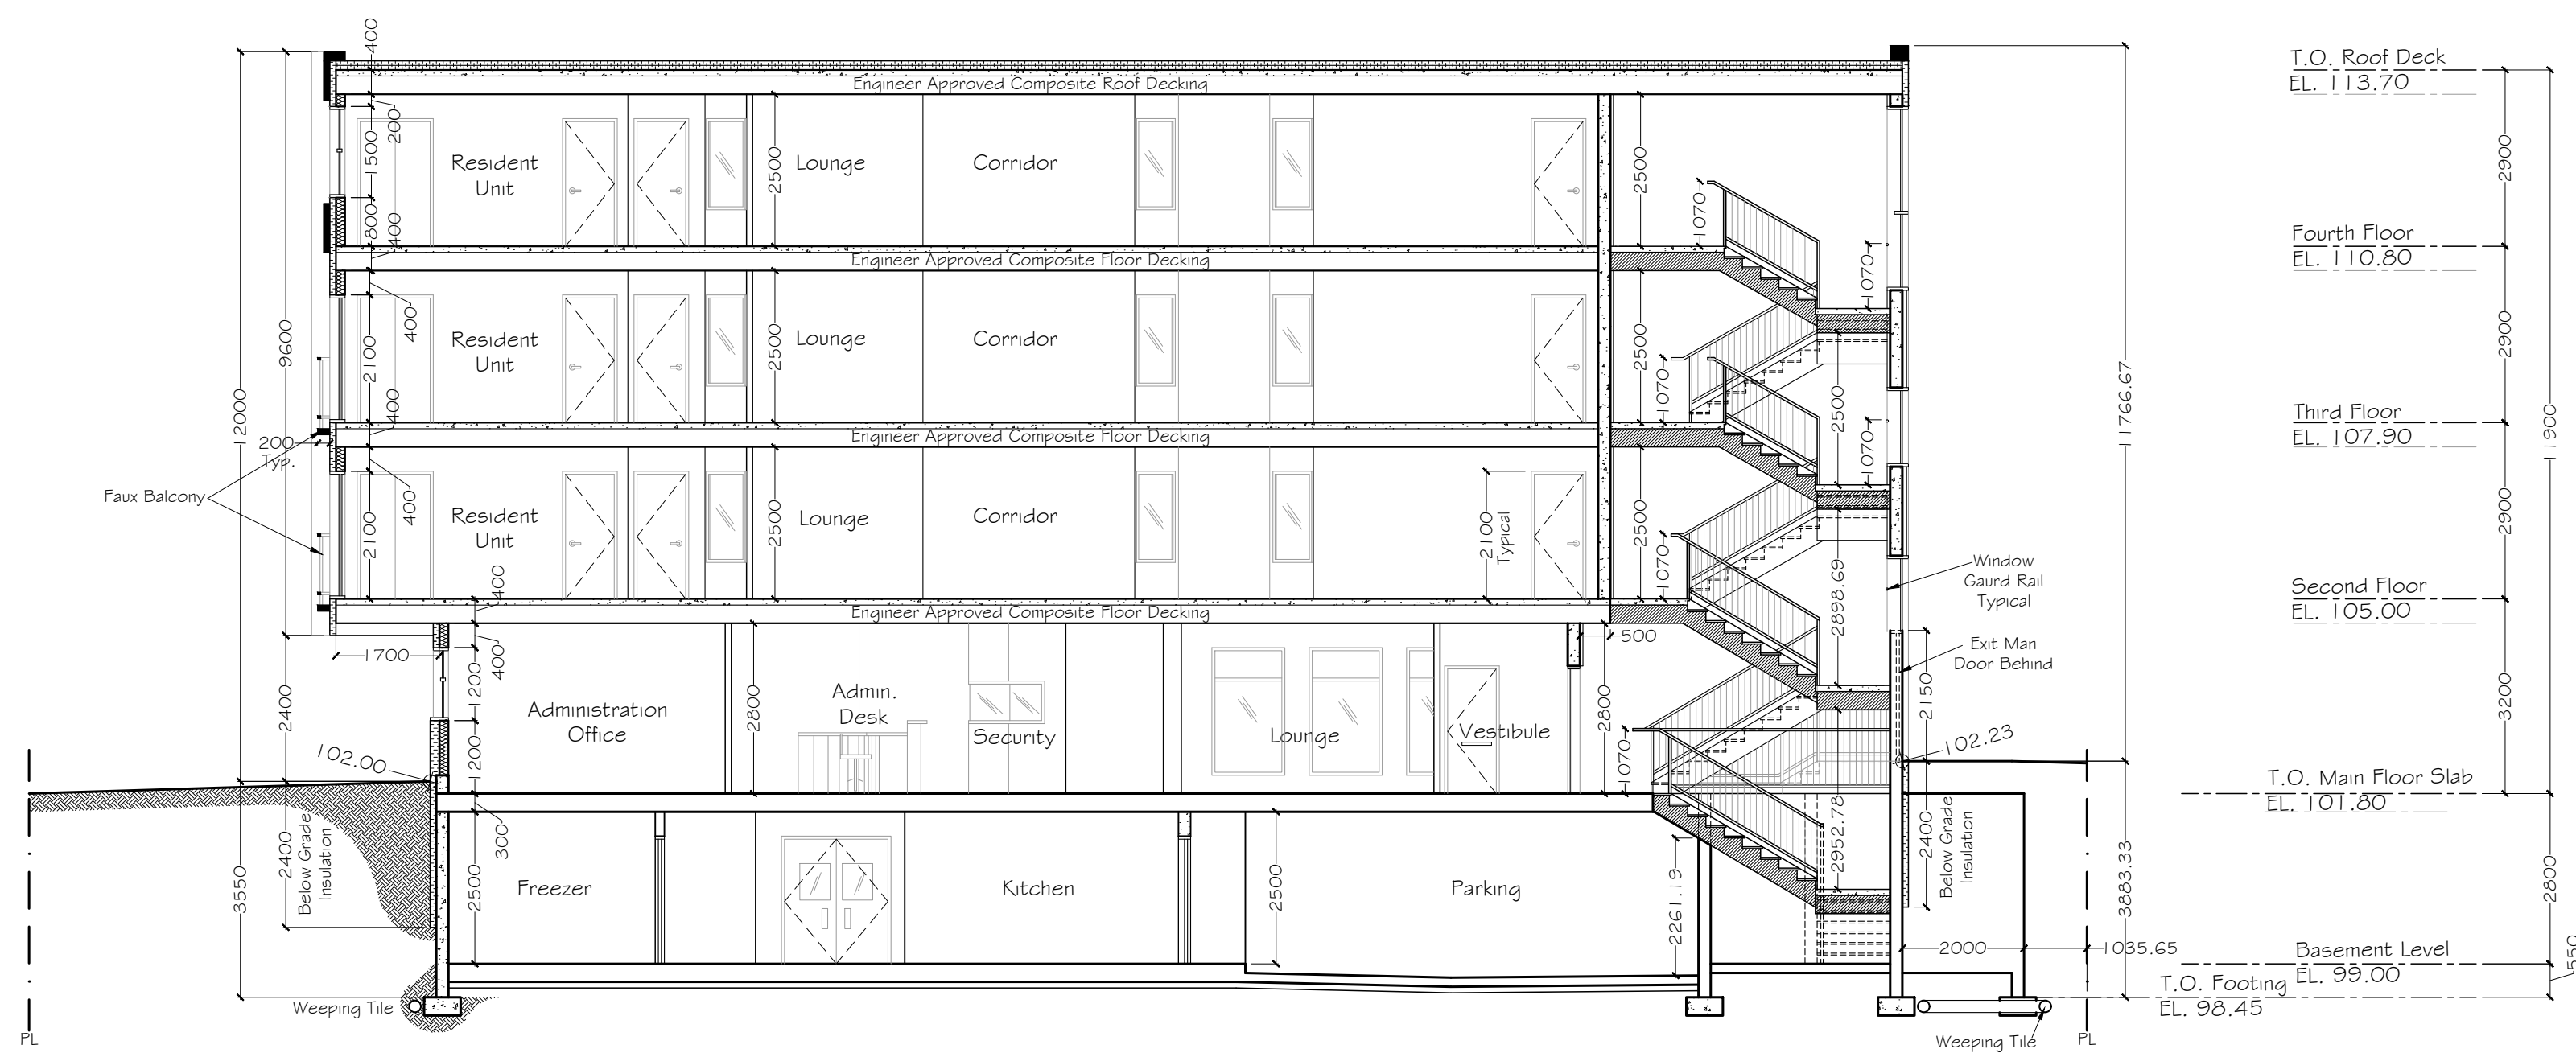 400
T.O. Roof Deck
EL. 113.70
Engineer Approved Composite Roof Decking
200
1500
Resident
Unit
2500
Lounge
Corridor
2500
2900
1070
800
400
Fourth Floor
EL. 110.80
Engineer Approved Composite Floor Decking
1070
9600
400
2100
Resident
Unit
2500
Lounge
Corridor
2500
2900
1070
2500
11766.67
12000
400
Third Floor
EL. 107.90
11900
200
Typ.
Engineer Approved Composite Floor Decking
1070
Faux Balcony
400
2100
Resident
Unit
2500
Lounge
Corridor
2100
Typical
2500
1070
2898.69
2900
Window
Gaurd Rail
Typical
400
Second Floor
EL. 105.00
Engineer Approved Composite Floor Decking
500
Exit Man
Door Behind
1700
400
1200
2400
Administration
Office
2800
Admin.
Desk
Security
Lounge
Vestibule
2800
1070
2150
3200
102.00
1200
102.23
T.O. Main Floor Slab
EL. 101.80
300
2400
Below Grade
Insulation
3550
2500
Freezer
Kitchen
2500
Parking
2261.19
2952.78
2400
Below Grade
Insulation
3883.33
2800
2000
1035.65
Basement Level
EL. 99.00
550
T.O. Footing
EL. 98.45
Weeping Tile
Weeping Tile
PL
PL